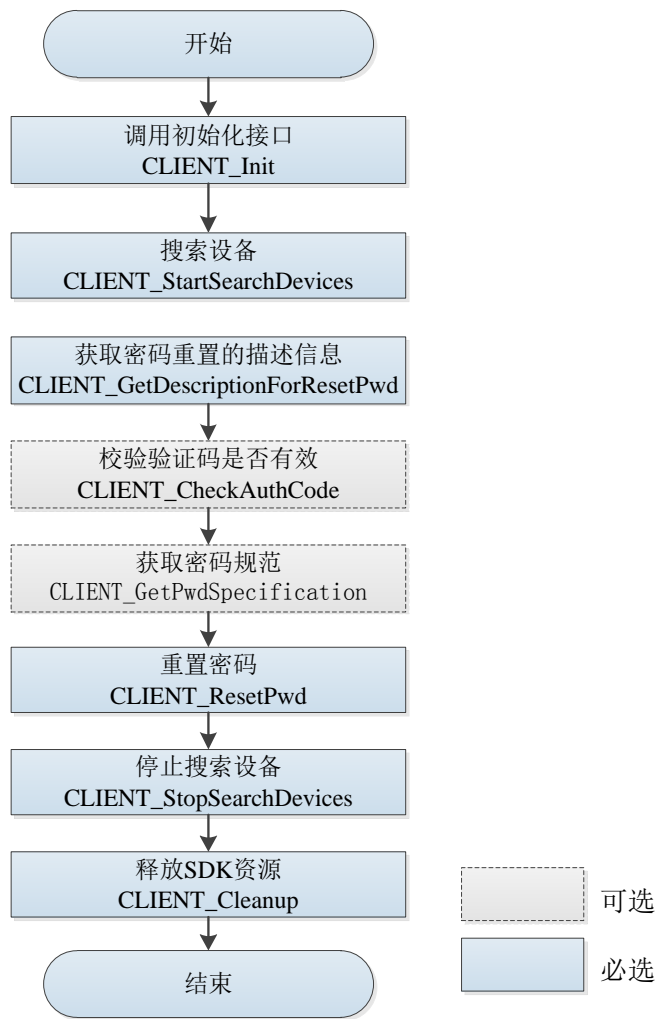 开始
调用初始化接口
CLIENT_Init
搜索设备
CLIENT_StartSearchDevices
获取密码重置的描述信息
CLIENT_GetDescriptionForResetPwd
校验验证码是否有效
CLIENT_CheckAuthCode
获取密码规范
CLIENT_GetPwdSpecification
重置密码
CLIENT_ResetPwd
停止搜索设备
CLIENT_StopSearchDevices
释放SDK资源
CLIENT_Cleanup
结束
可选
必选